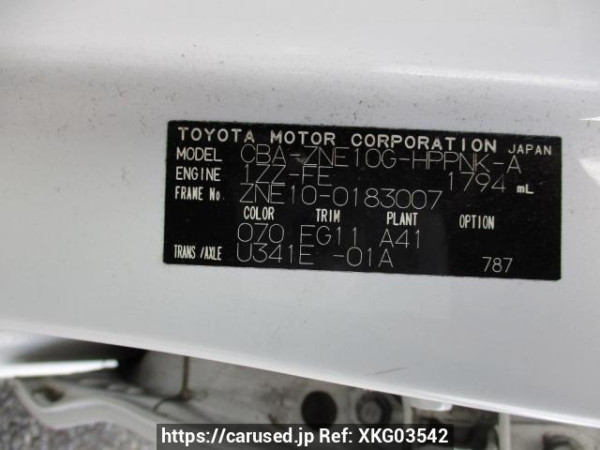 TOYOTA MOTOR CORPORATION JAPAN
MODEL CBA-ZNE10G-HPPNK-A
ENGINE 1ZZ-FE 1794 mL
FRAME No ZNE10-0183007
COLOR TRIM PLANT OPTION
070 FG11 A41
TRANS/AXLE U341E -01A 787
https://carused.jp Ref: XKG03542